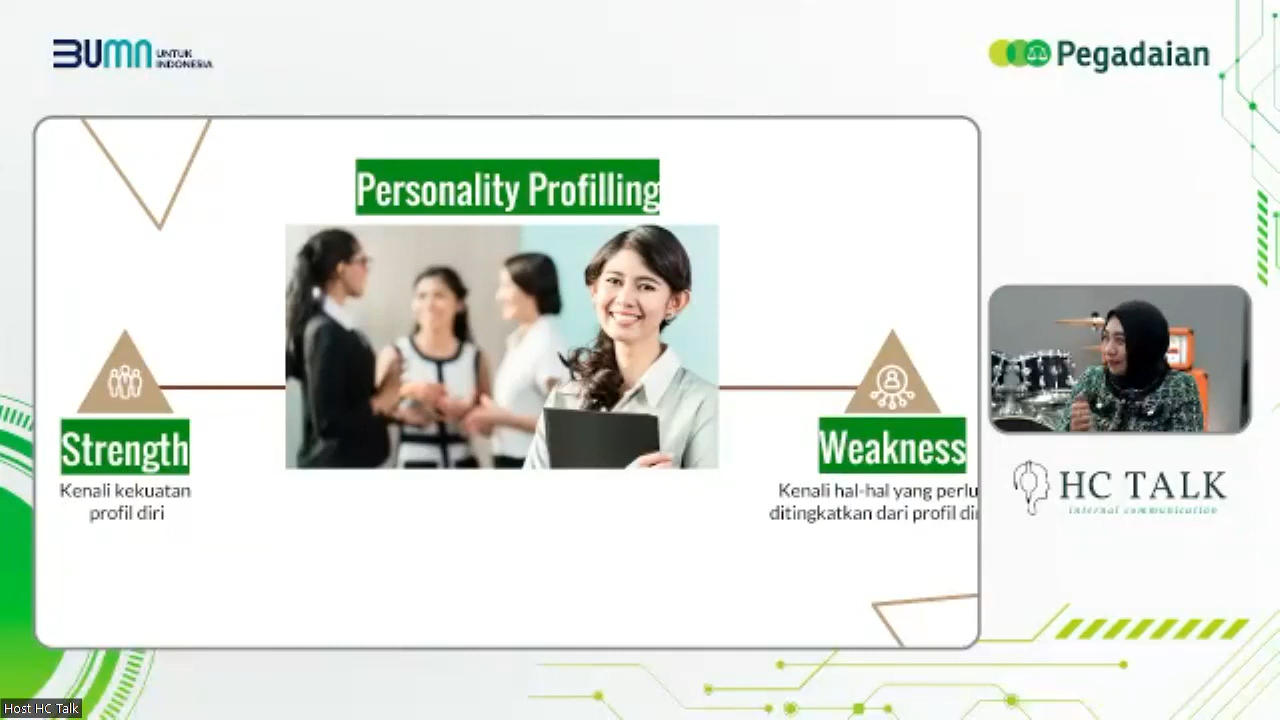 BUMN
UNTUK
INDONESIA
Pegadaian
Personality Profilling
Strength
Kenali kekuatan
profil diri
Weakness
Kenali hal-hal yang perlu
ditingkatkan dari profil
HC TALK
internal communication
Host HC Talk